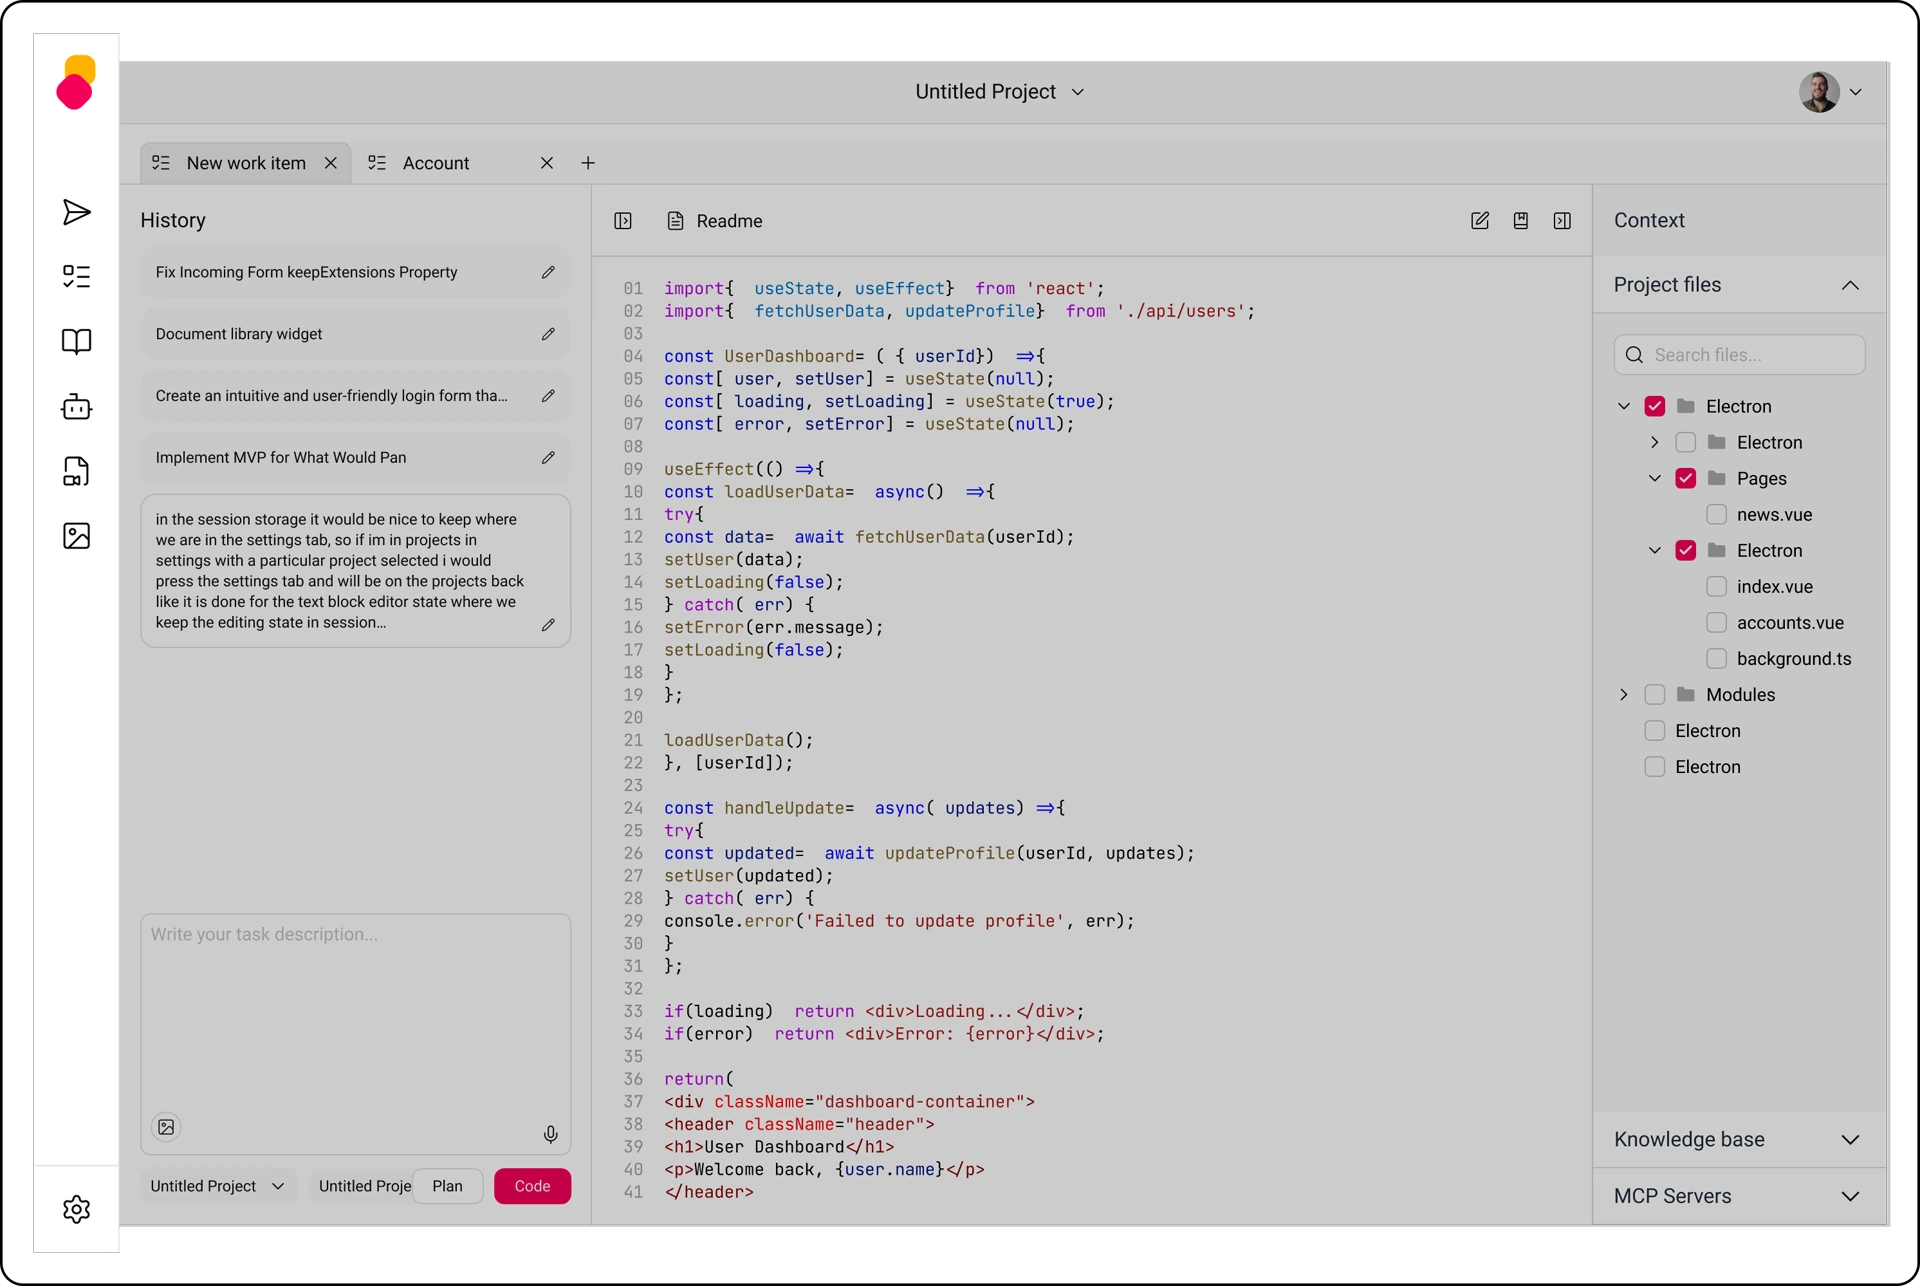 Untitled Project
New work item
Account
History
Fix Incoming Form keepExtensions Property
Document library widget
Create an intuitive and user-friendly login form tha...
Implement MVP for What Would Pan
in the session storage it would be nice to keep where
we are in the settings tab, so if im in projects in
settings with a particular project selected i would
press the settings tab and will be on the projects back
like it is done for the text block editor state where we
keep the editing state in session...
Write your task description...
Untitled Project
Untitled Proje
Plan
Code
Readme
01 import{  useState, useEffect}  from 'react';
02 import{  fetchUserData, updateProfile}  from './api/users';
03
04 const UserDashboard= ( { userId})  =>{
05 const[ user, setUser] = useState(null);
06 const[ loading, setLoading] = useState(true);
07 const[ error, setError] = useState(null);
08
09 useEffect(() =>{
10 const loadUserData=  async()  =>{
11 try{
12 const data=  await fetchUserData(userId);
13 setUser(data);
14 setLoading(false);
15 } catch( err) {
16 setError(err.message);
17 setLoading(false);
18 }
19 };
20
21 loadUserData();
22 }, [userId]);
23
24 const handleUpdate=  async( updates) =>{
25 try{
26 const updated=  await updateProfile(userId, updates);
27 setUser(updated);
28 } catch( err) {
29 console.error('Failed to update profile', err);
30 }
31 };
32
33 if(loading)  return <div>Loading...</div>;
34 if(error)  return <div>Error: {error}</div>;
35
36 return(
37 <div className="dashboard-container">
38 <header className="header">
39 <h1>User Dashboard</h1>
40 <p>Welcome back, {user.name}</p>
41 </header>
Context
Project files
Search files...
Electron
Electron
Pages
news.vue
Electron
index.vue
accounts.vue
background.ts
Modules
Electron
Electron
Knowledge base
MCP Servers